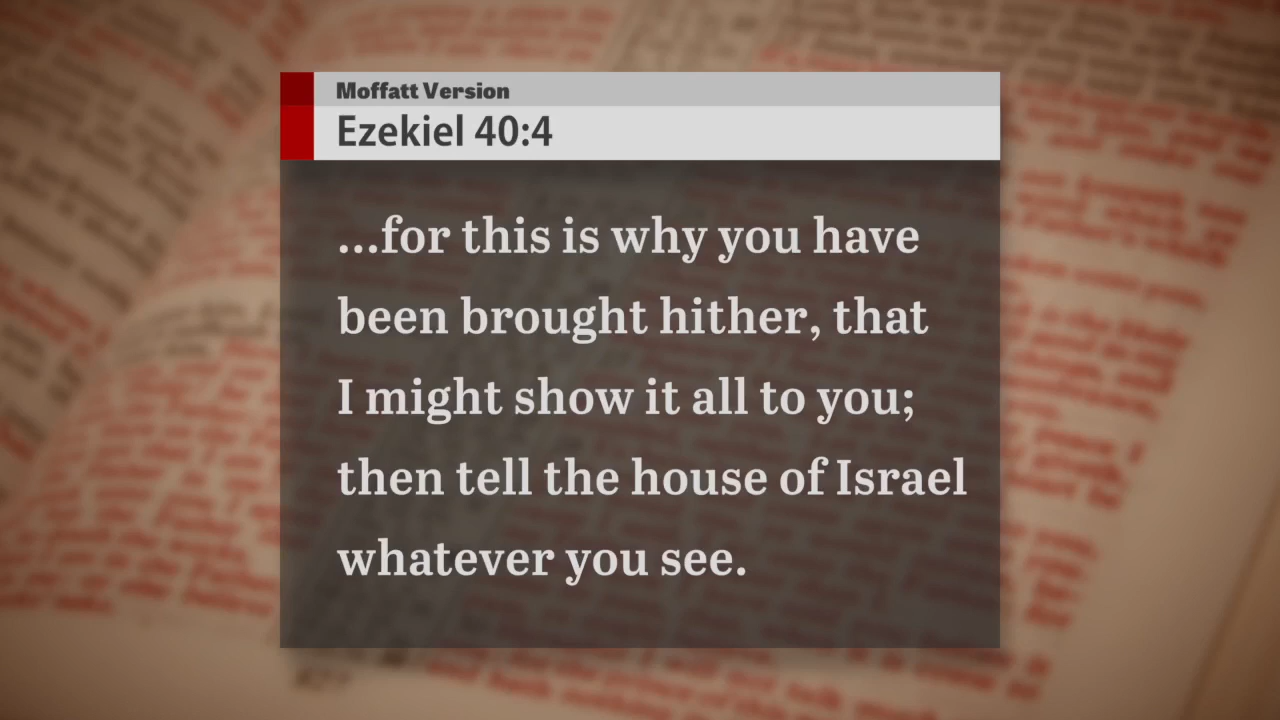 Moffatt Version
Ezekiel 40:4
...for this is why you have
been brought hither, that
I might show it all to you;
then tell the house of Israel
whatever you see.